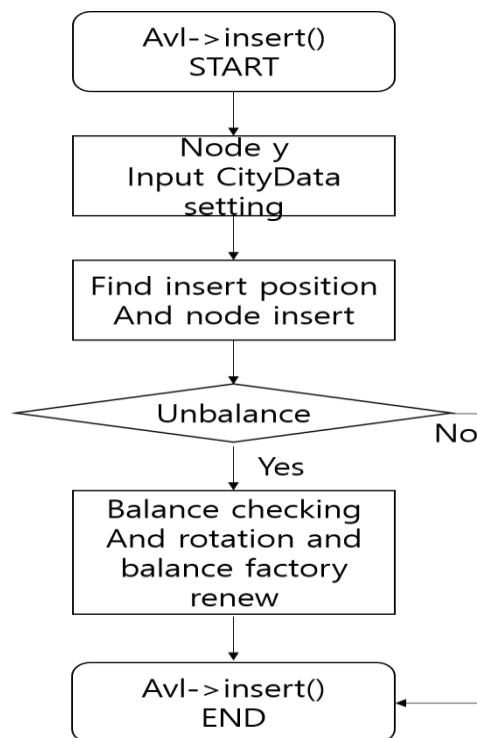 Avl->insert()
START
Node y
Input CityData
setting
Find insert position
And node insert
Unbalance
No
Yes
Balance checking
And rotation and
balance factory
renew
Avl->insert()
END